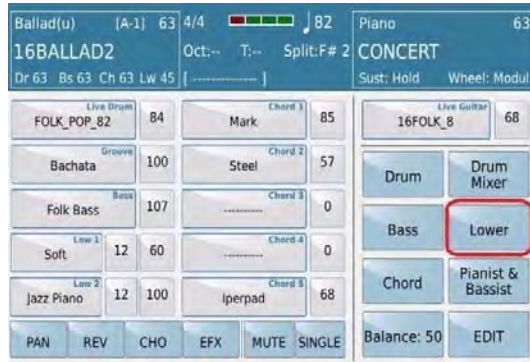 Ballad(u) [A-1] 63 4/4 82 Piano 63
16BALLAD2 Oct:-- T:-- Split:F# 2 CONCERT
Dr 63 Bs 63 Ch 63 Lw 45 [ ------------- ] Sust: Hold Wheel: Modul
Live Drum
FOLK_POP_82 84
Chord 1
Mark 85
Live Guitar
16FOLK_8 68
Groove
Bachata 100
Chord 2
Steel 57
Drum
Drum Mixer
Bass
Folk Bass 107
Chord 3
---------- 0
Bass
Lower
Low 1
Soft 12 60
Chord 4
---------- 0
Low 2
Jazz Piano 12 100
Chord 5
Iperpad 68
Chord
Pianist & Bassist
PAN REV CHO EFX MUTE SINGLE
Balance: 50 EDIT